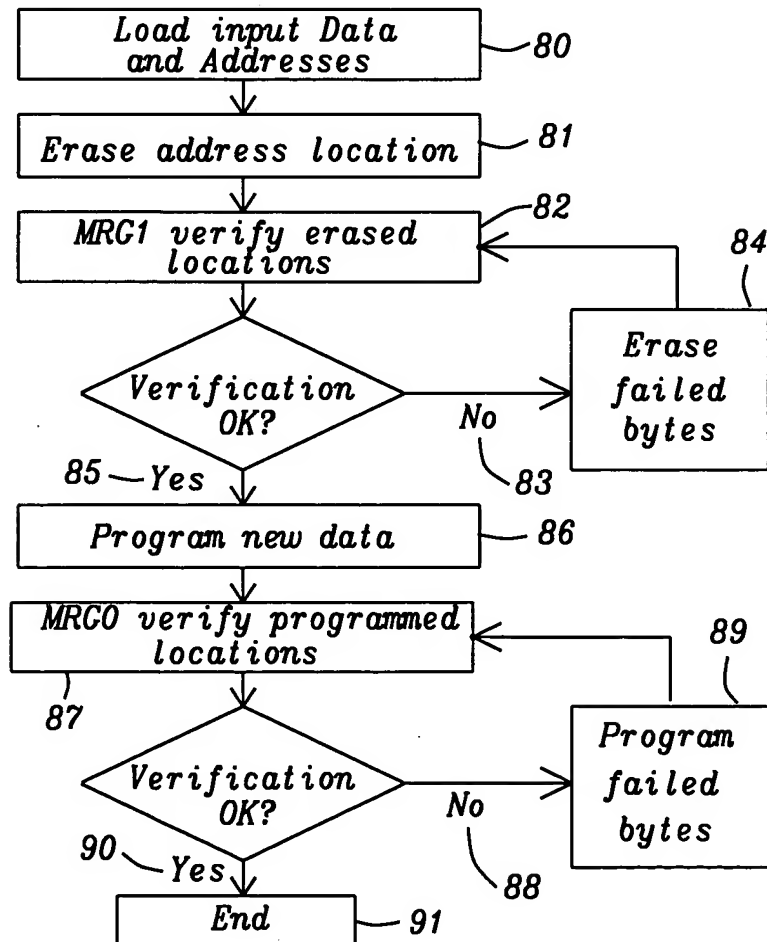 Load input Data
and Addresses
80
Erase address location
81
MRG1 verify erased
locations
82
84
Erase
failed
bytes
Verification
OK?
No
83
85
Yes
Program new data
86
MRG0 verify programmed
locations
87
89
Program
failed
bytes
Verification
OK?
No
88
90
Yes
End
91